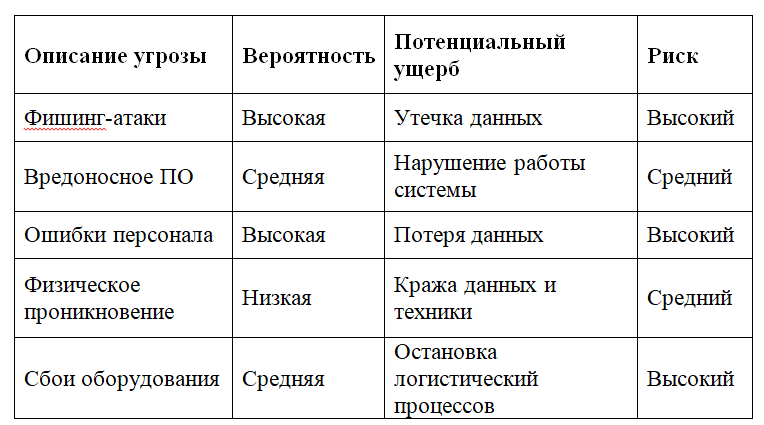 Описание угрозы
Вероятность
Потенциальный
ущерб
Риск
Фишинг-атаки
Высокая
Утечка данных
Высокий
Вредоносное ПО
Средняя
Нарушение работы
системы
Средний
Ошибки персонала
Высокая
Потеря данных
Высокий
Физическое
проникновение
Низкая
Кража данных и
техники
Средний
Сбои оборудования
Средняя
Остановка
логистический
процессов
Высокий